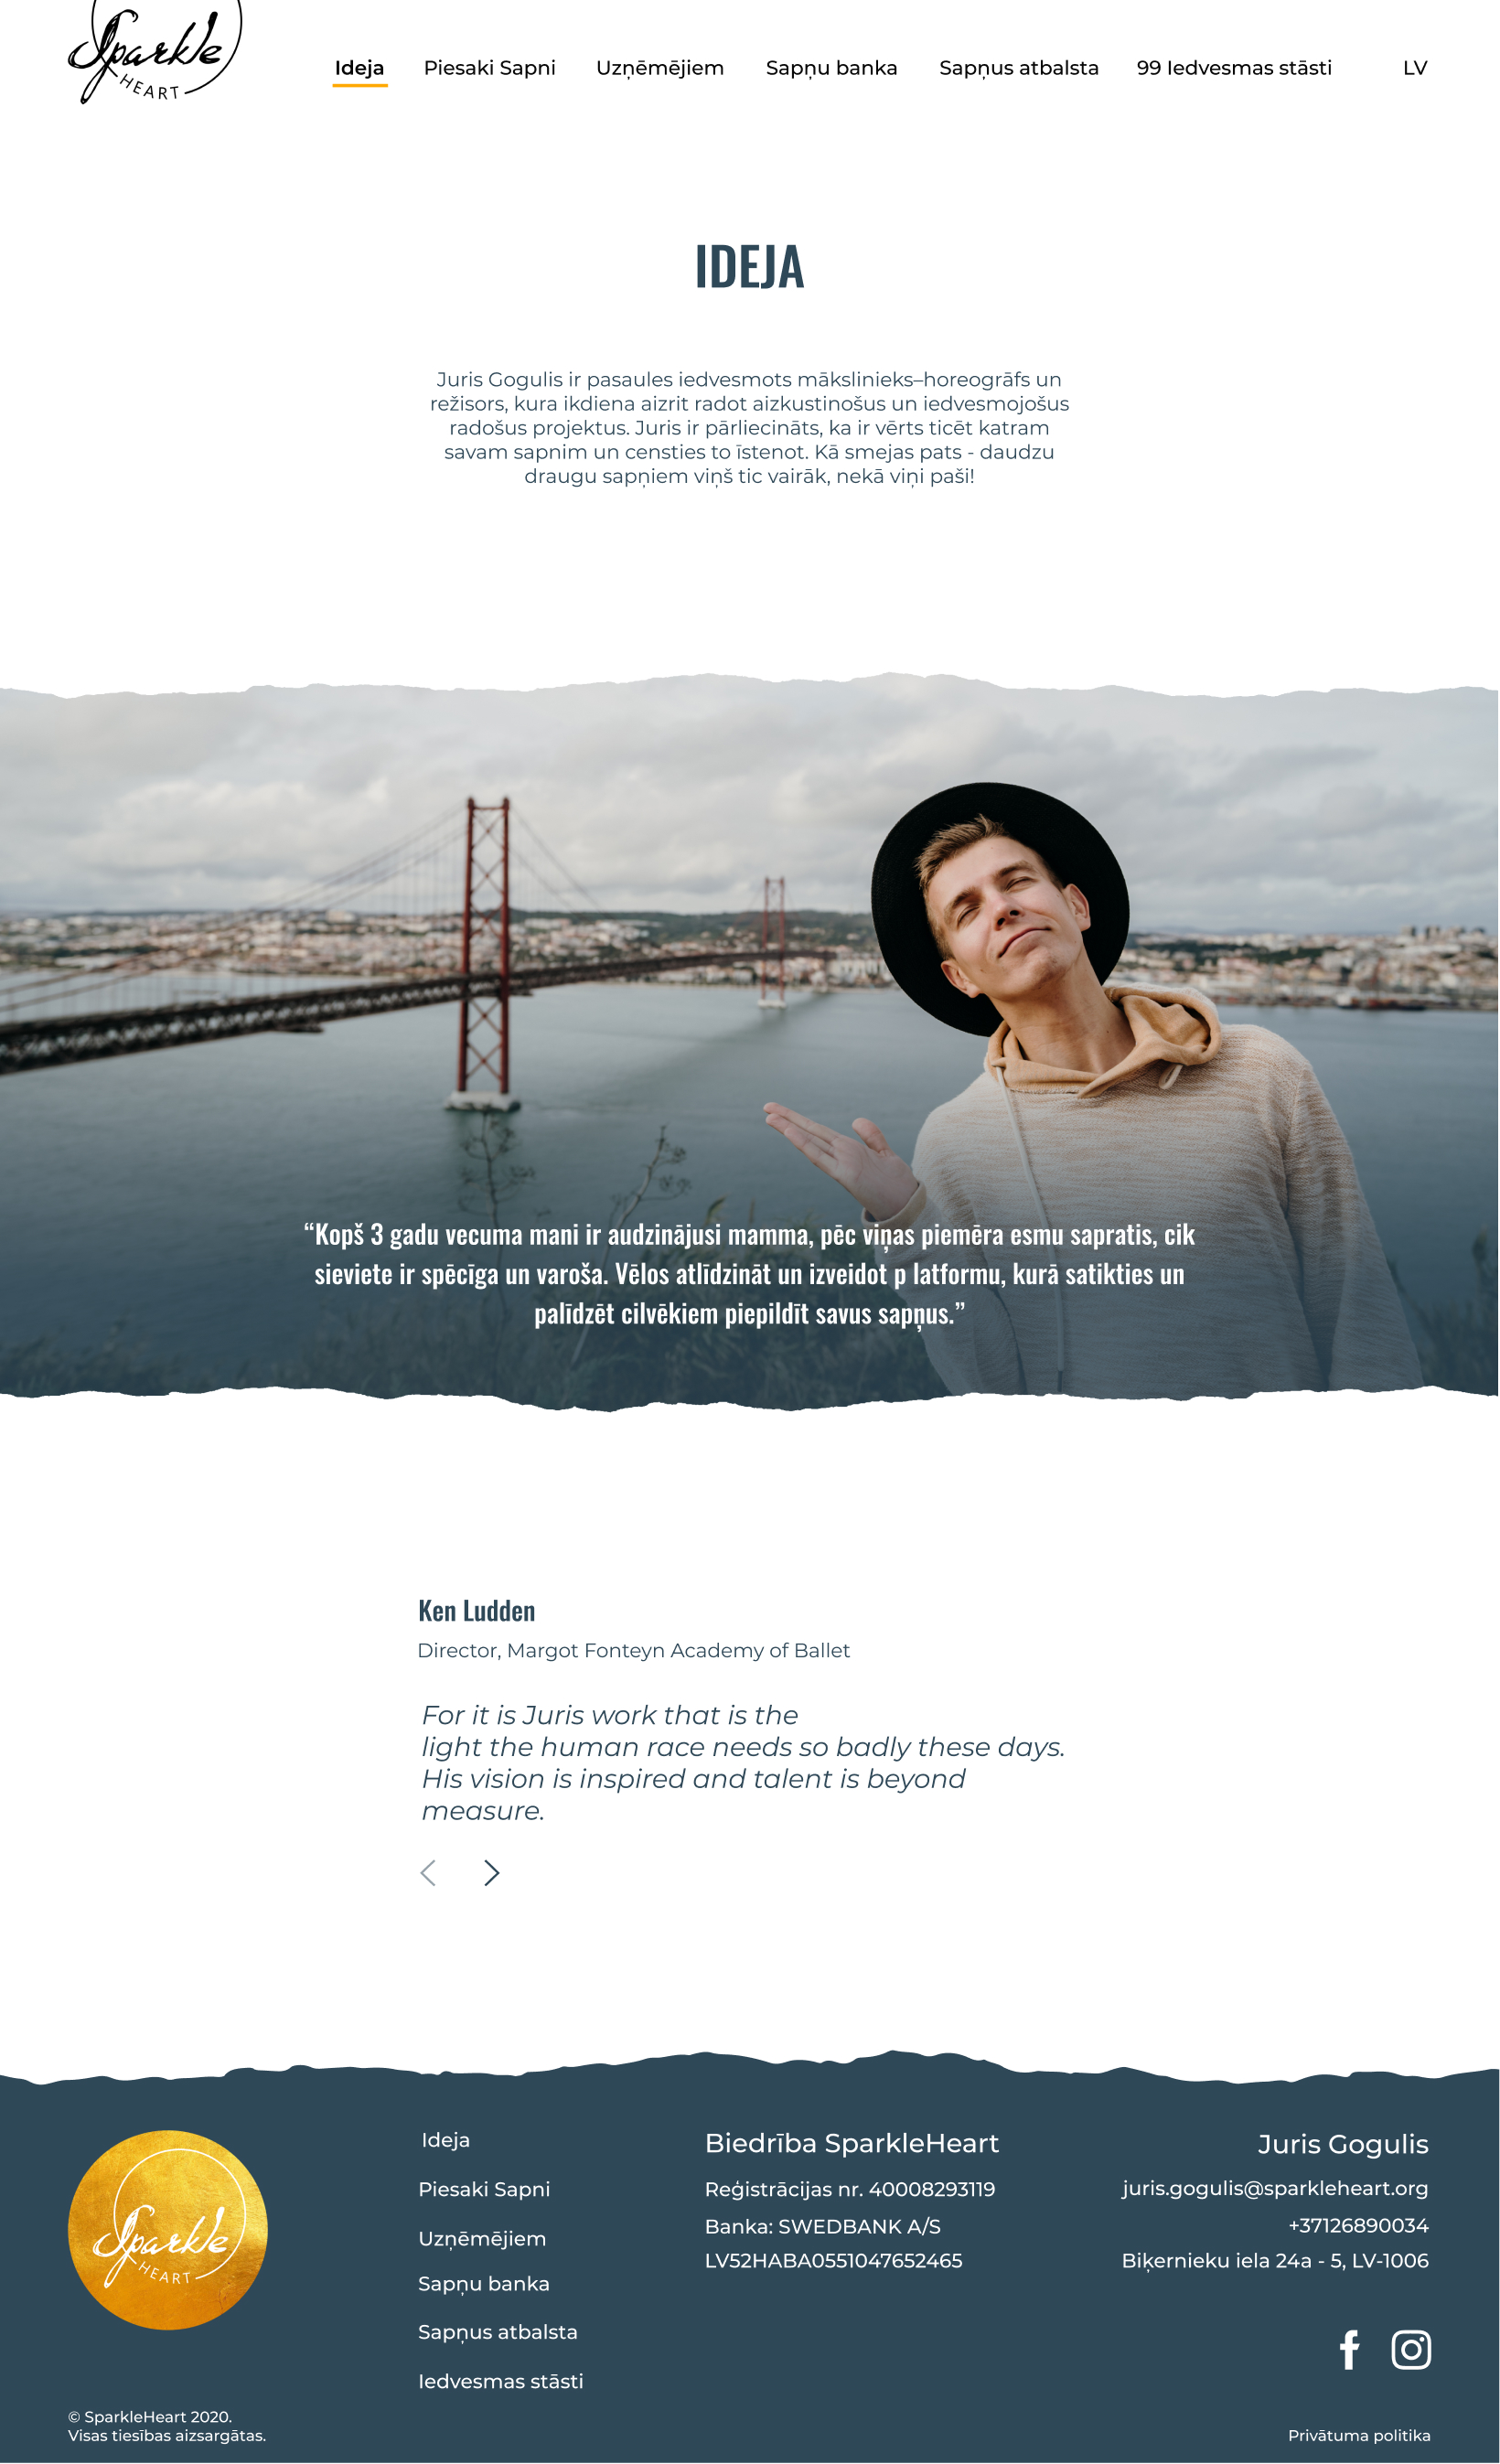 Sparkle
HEART
Ideja
Piesaki Sapni
Uzņēmējiem
Sapņu banka
Sapņus atbalsta
99 Iedvesmas stāsti
LV
IDEJA
Juris Gogulis ir pasaules iedvesmots mākslinieks–horeogrāfs un
režisors, kura ikdiena aizrit radot aizkustinošus un iedvesmojošus
radošus projektus. Juris ir pārliecināts, ka ir vērts ticēt katram
savam sapnim un censties to īstenot. Kā smejas pats - daudzu
draugu sapņiem viņš tic vairāk, nekā viņi paši!
“Kopš 3 gadu vecuma mani ir audzinājusi mamma, pēc viņas piemēra esmu sapratis, cik
sieviete ir spēcīga un varoša. Vēlos atlīdzināt un izveidot p latformu, kurā satikties un
palīdzēt cilvēkiem piepildīt savus sapņus.”
Ken Ludden
Director, Margot Fonteyn Academy of Ballet
For it is Juris work that is the
light the human race needs so badly these days.
His vision is inspired and talent is beyond
measure.
Sparkle
HEART
Ideja
Piesaki Sapni
Uzņēmējiem
Sapņu banka
Sapņus atbalsta
Iedvesmas stāsti
Biedrība SparkleHeart
Reģistrācijas nr. 40008293119
Banka: SWEDBANK A/S
LV52HABA0551047652465
Juris Gogulis
juris.gogulis@sparkleheart.org
+37126890034
Biķernieku iela 24a - 5, LV-1006
© SparkleHeart 2020.
Visas tiesības aizsargātas.
Privātuma politika